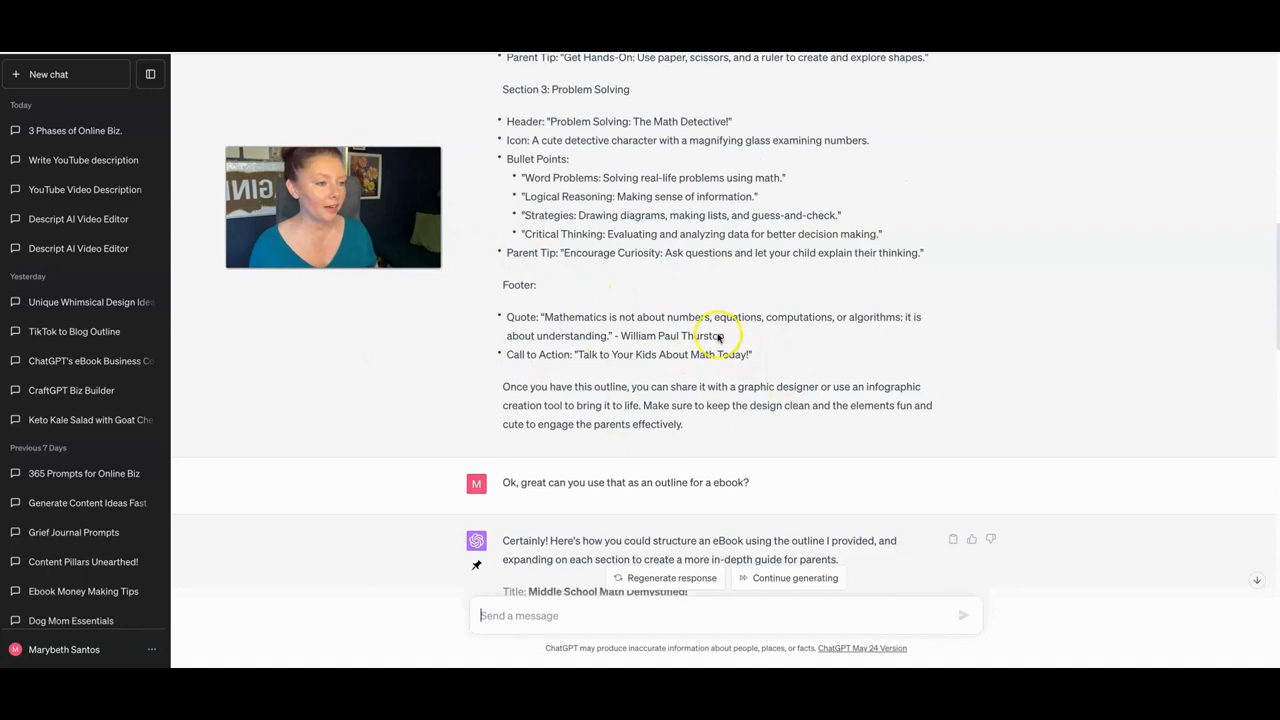 New chat
Today
3 Phases of Online Biz.
Write YouTube description
YouTube Video Description
Descript AI Video Editor
Descript AI Video Editor
Yesterday
Unique Whimsical Design Idea
TikTok to Blog Outline
ChatGPT's eBook Business Co
CraftGPT Biz Builder
Keto Kale Salad with Goat Che
Previous 7 Days
365 Prompts for Online Biz
Generate Content Ideas Fast
Grief Journal Prompts
Content Pillars Unearthed!
Ebook Money Making Tips
Dog Mom Essentials
M Marybeth Santos ...
GINI
• Parent Tip: "Get Hands-On: Use paper, scissors, and a ruler to create and explore shapes."
Section 3: Problem Solving
• Header: "Problem Solving: The Math Detective!"
• Icon: A cute detective character with a magnifying glass examining numbers.
• Bullet Points:
• "Word Problems: Solving real-life problems using math."
• "Logical Reasoning: Making sense of information."
• "Strategies: Drawing diagrams, making lists, and guess-and-check."
• "Critical Thinking: Evaluating and analyzing data for better decision making."
• Parent Tip: "Encourage Curiosity: Ask questions and let your child explain their thinking."
Footer:
• Quote: “Mathematics is not about numbers, equations, computations, or algorithms: it is
about understanding.” - William Paul Thurston
• Call to Action: "Talk to Your Kids About Math Today!"
Once you have this outline, you can share it with a graphic designer or use an infographic
creation tool to bring it to life. Make sure to keep the design clean and the elements fun and
cute to engage the parents effectively.
M Ok, great can you use that as an outline for a ebook?
Certainly! Here's how you could structure an eBook using the outline I provided, and
expanding on each section to create a more in-depth guide for parents.
Regenerate response Continue generating
Title: Middle School Math Demystified!
Send a message
ChatGPT may produce inaccurate information about people, places, or facts. ChatGPT May 24 Version